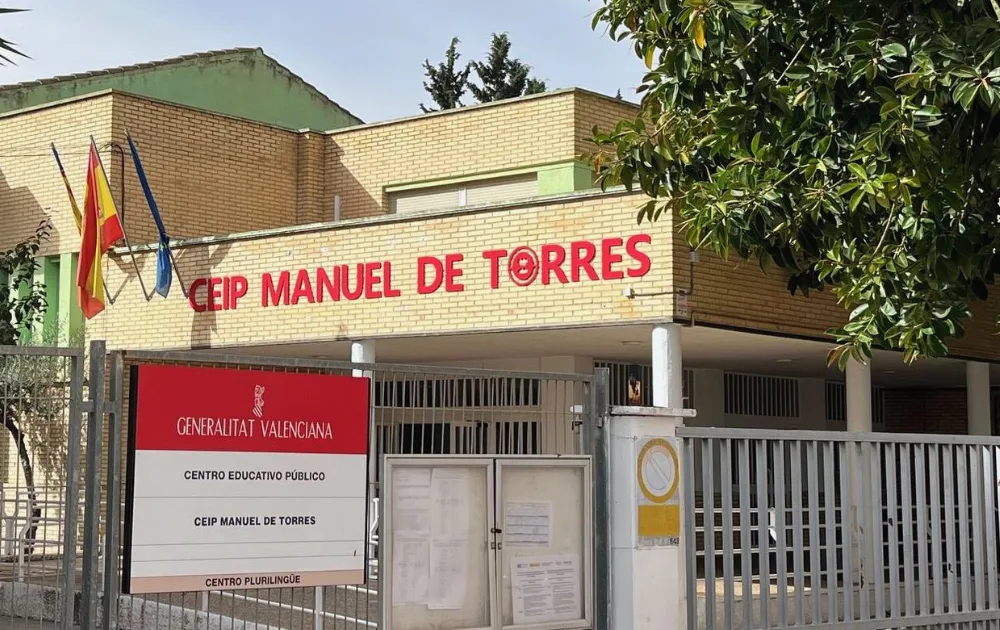 CEIP MANUEL DE TORRES
GENERALITAT VALENCIANA
CENTRO EDUCATIVO PÚBLICO
CEIP MANUEL DE TORRES
CENTRO PLURILINGÜE